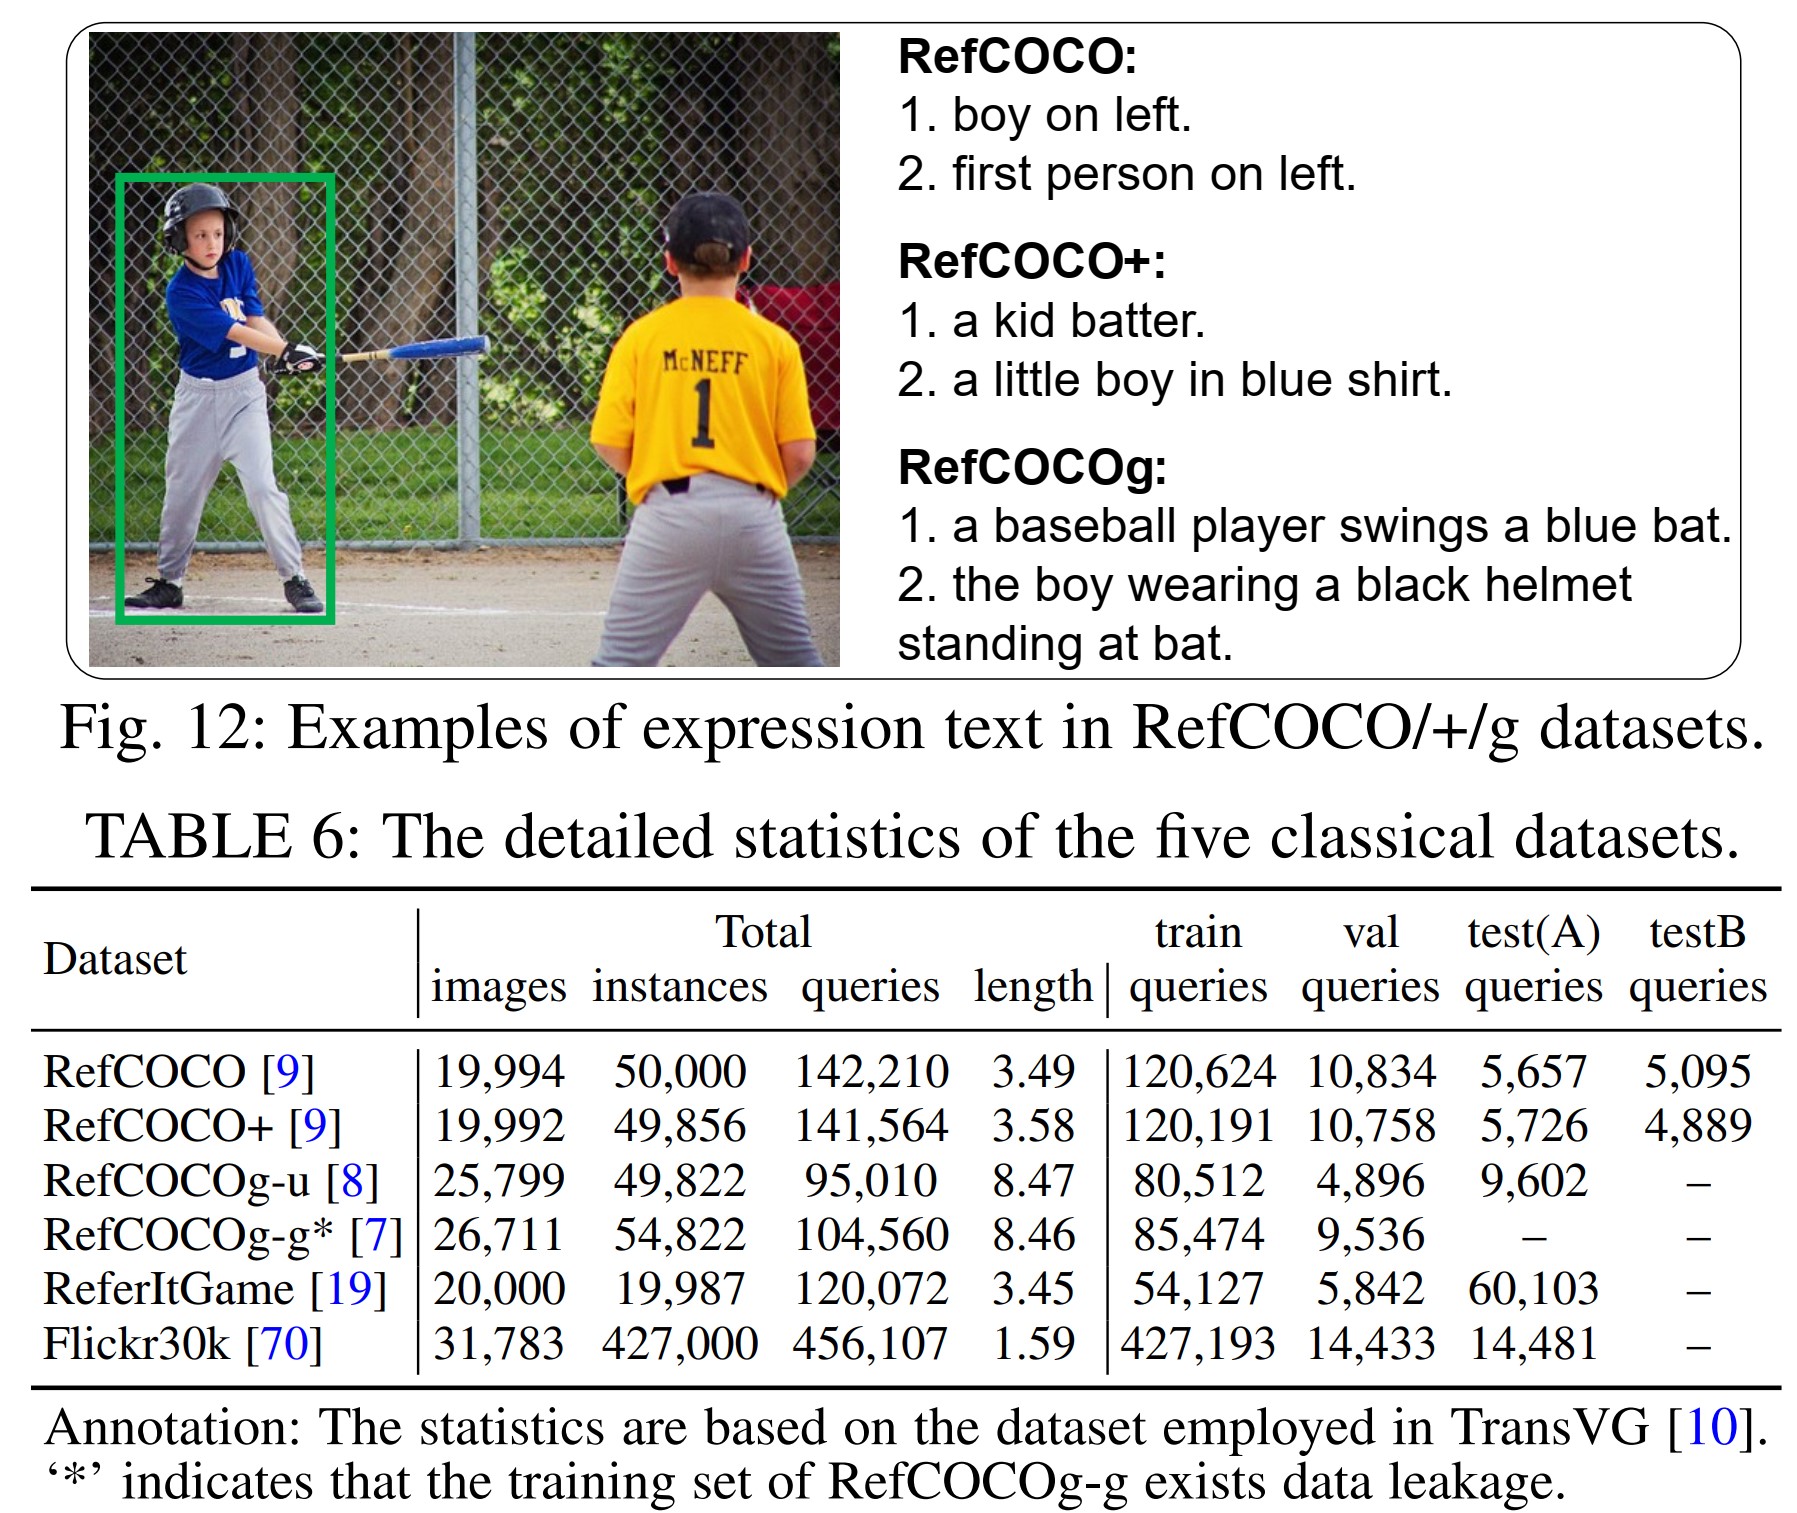 McNEFF
1
RefCOCO:
1. boy on left.
2. first person on left.
RefCOCO+:
1. a kid batter.
2. a little boy in blue shirt.
RefCOCOg:
1. a baseball player swings a blue bat.
2. the boy wearing a black helmet
standing at bat.
Fig. 12: Examples of expression text in RefCOCO/+/g datasets.
TABLE 6: The detailed statistics of the five classical datasets.
Dataset Total train val test(A) testB
images instances queries length queries queries queries queries
RefCOCO [9] 19,994 50,000 142,210 3.49 120,624 10,834 5,657 5,095
RefCOCO+ [9] 19,992 49,856 141,564 3.58 120,191 10,758 5,726 4,889
RefCOCOg-u [8] 25,799 49,822 95,010 8.47 80,512 4,896 9,602 –
RefCOCOg-g* [7] 26,711 54,822 104,560 8.46 85,474 9,536 – –
ReferItGame [19] 20,000 19,987 120,072 3.45 54,127 5,842 60,103 –
Flickr30k [70] 31,783 427,000 456,107 1.59 427,193 14,433 14,481 –
Annotation: The statistics are based on the dataset employed in TransVG [10].
‘*’ indicates that the training set of RefCOCOg-g exists data leakage.